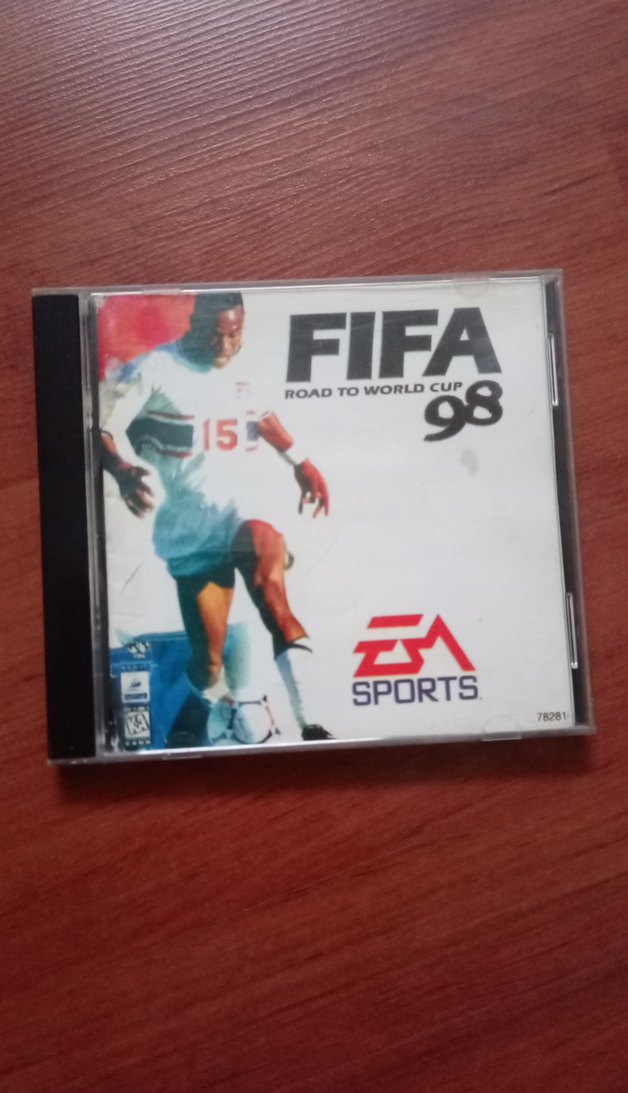 FIFA
ROAD TO WORLD CUP
98
15
EA
SPORTS
78281